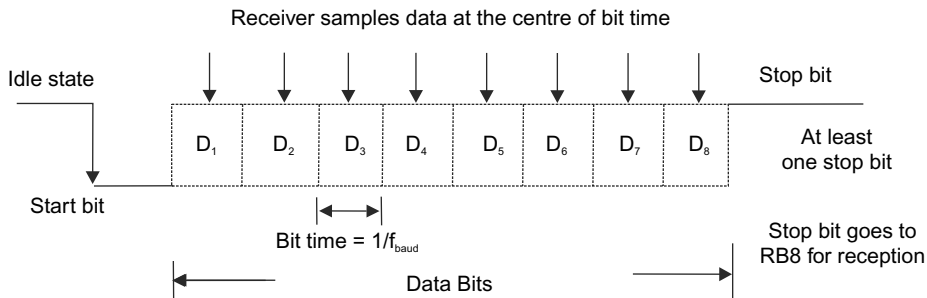 Receiver samples data at the centre of bit time
Idle state
Stop bit
D₁ D₂ D₃ D₄ D₅ D₆ D₇ D₈
At least
one stop bit
Start bit
Bit time = 1/f_baud
Stop bit goes to
RB8 for reception
Data Bits